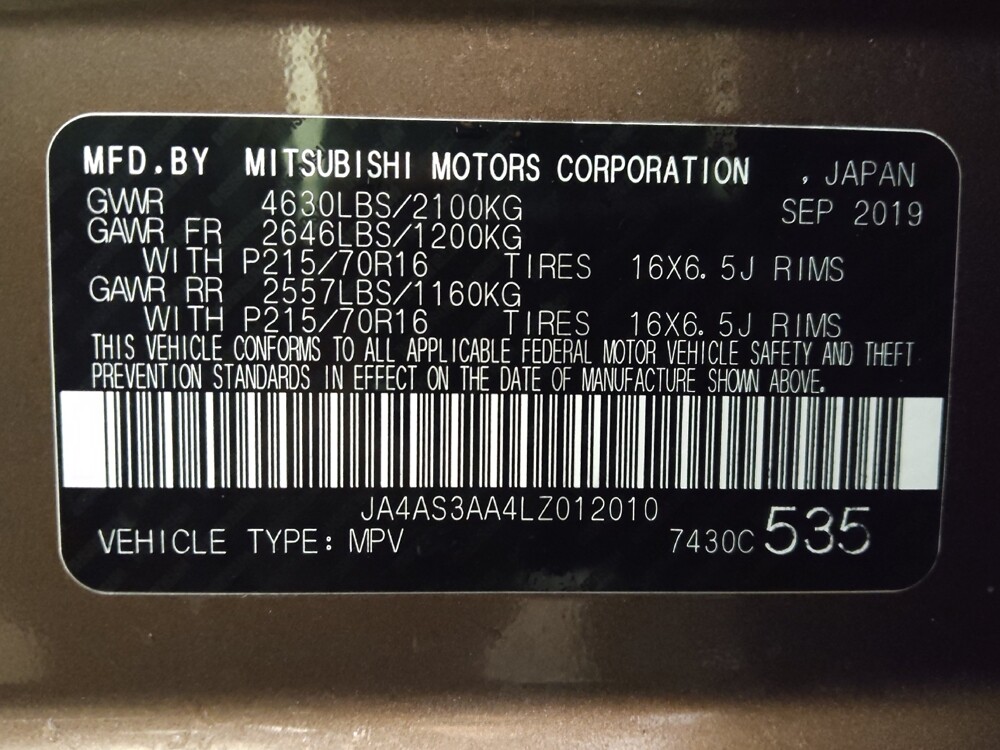 MFD.BY MITSUBISHI MOTORS CORPORATION , JAPAN
GVWR 4630LBS/2100KG SEP 2019
GAWR FR 2646LBS/1200KG
WITH P215/70R16 TIRES 16X6.5J RIMS
GAWR RR 2557LBS/1160KG
WITH P215/70R16 TIRES 16X6.5J RIMS
THIS VEHICLE CONFORMS TO ALL APPLICABLE FEDERAL MOTOR VEHICLE SAFETY AND THEFT
PREVENTION STANDARDS IN EFFECT ON THE DATE OF MANUFACTURE SHOWN ABOVE.
JA4AS3AA4LZ012010
VEHICLE TYPE: MPV 7430C 535